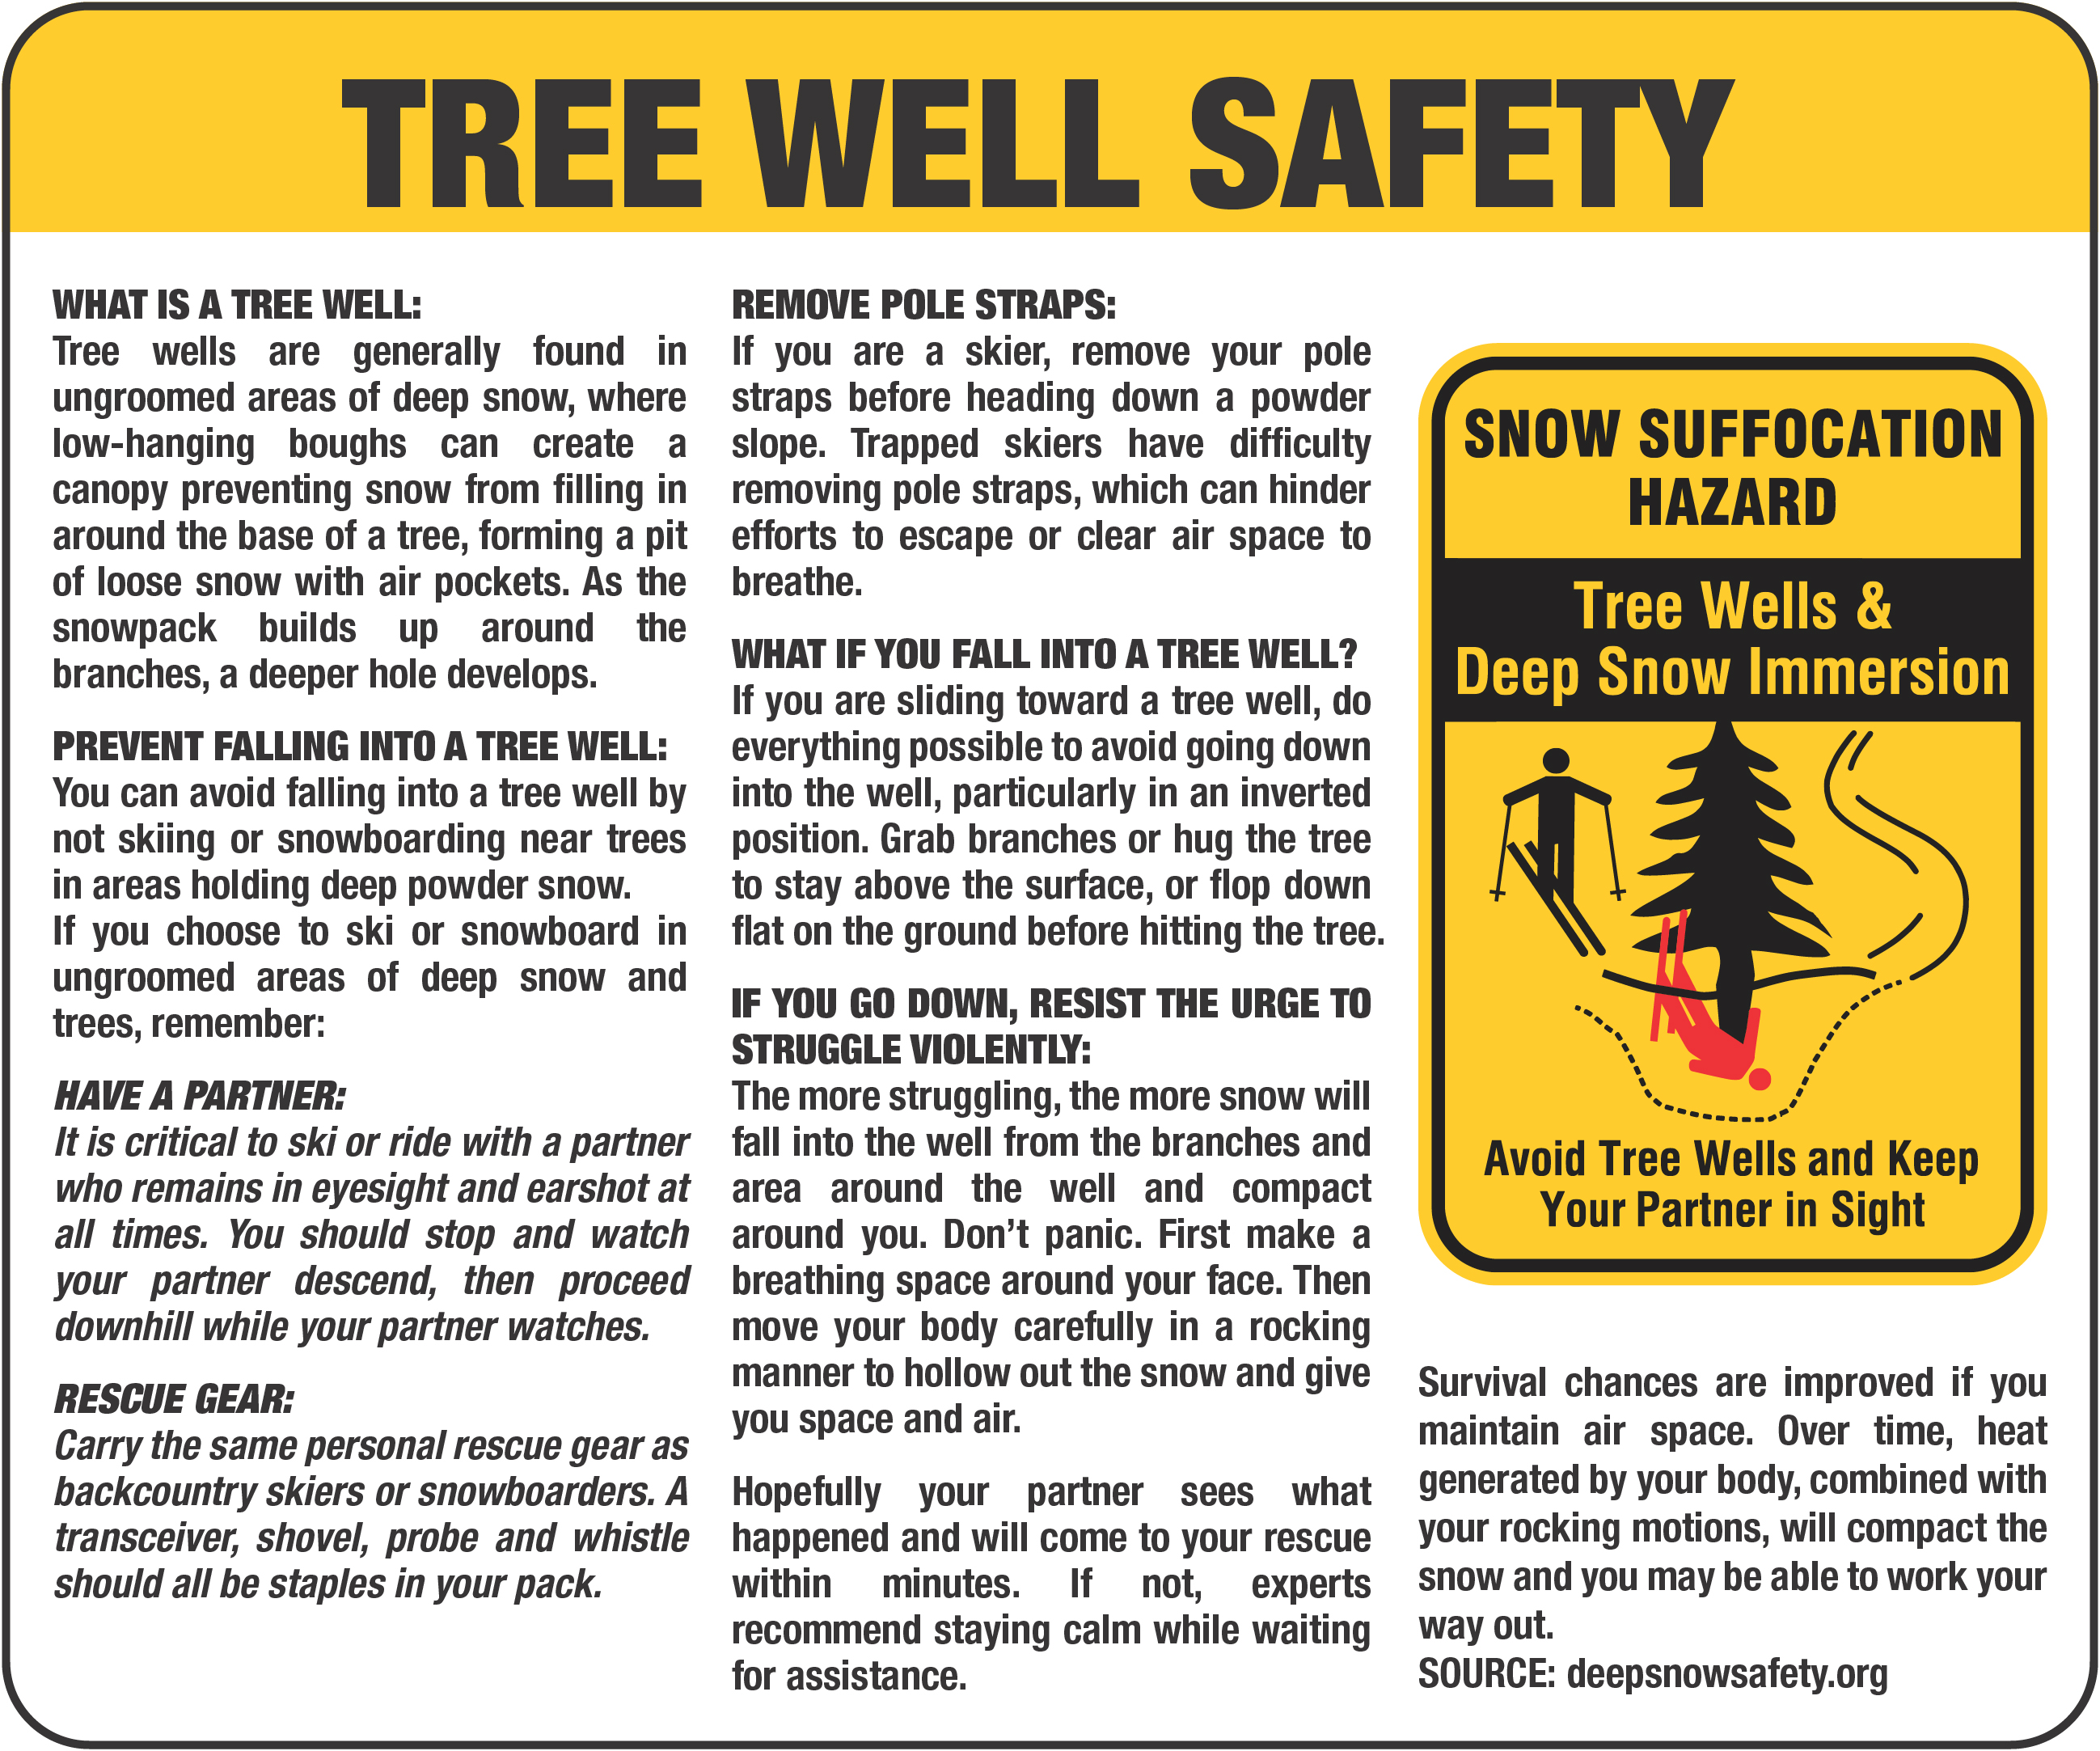 TREE WELL SAFETY
WHAT IS A TREE WELL:
Tree wells are generally found in
ungroomed areas of deep snow, where
low-hanging boughs can create a
canopy preventing snow from filling in
around the base of a tree, forming a pit
of loose snow with air pockets. As the
snowpack builds up around the
branches, a deeper hole develops.
PREVENT FALLING INTO A TREE WELL:
You can avoid falling into a tree well by
not skiing or snowboarding near trees
in areas holding deep powder snow.
If you choose to ski or snowboard in
ungroomed areas of deep snow and
trees, remember:
HAVE A PARTNER:
It is critical to ski or ride with a partner
who remains in eyesight and earshot at
all times. You should stop and watch
your partner descend, then proceed
downhill while your partner watches.
RESCUE GEAR:
Carry the same personal rescue gear as
backcountry skiers or snowboarders. A
transceiver, shovel, probe and whistle
should all be staples in your pack.
REMOVE POLE STRAPS:
If you are a skier, remove your pole
straps before heading down a powder
slope. Trapped skiers have difficulty
removing pole straps, which can hinder
efforts to escape or clear air space to
breathe.
WHAT IF YOU FALL INTO A TREE WELL?
If you are sliding toward a tree well, do
everything possible to avoid going down
into the well, particularly in an inverted
position. Grab branches or hug the tree
to stay above the surface, or flop down
flat on the ground before hitting the tree.
IF YOU GO DOWN, RESIST THE URGE TO
STRUGGLE VIOLENTLY:
The more struggling, the more snow will
fall into the well from the branches and
area around the well and compact
around you. Don’t panic. First make a
breathing space around your face. Then
move your body carefully in a rocking
manner to hollow out the snow and give
you space and air.
Hopefully your partner sees what
happened and will come to your rescue
within minutes. If not, experts
recommend staying calm while waiting
for assistance.
SNOW SUFFOCATION
HAZARD
Tree Wells &
Deep Snow Immersion
Avoid Tree Wells and Keep
Your Partner in Sight
Survival chances are improved if you
maintain air space. Over time, heat
generated by your body, combined with
your rocking motions, will compact the
snow and you may be able to work your
way out.
SOURCE: deepsnowsafety.org